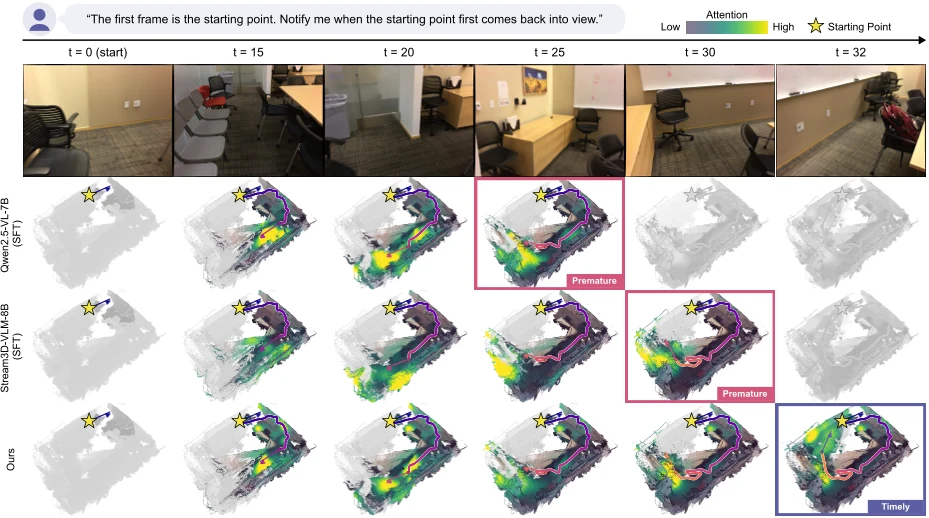 “The first frame is the starting point. Notify me when the starting point first comes back into view.”
Attention
Low High Starting Point
t = 0 (start) t = 15 t = 20 t = 25 t = 30 t = 32
Qwen2.5-VL-7B
(SFT)
Premature
Stream3D-VLM-8B
(SFT)
Premature
Ours
Timely